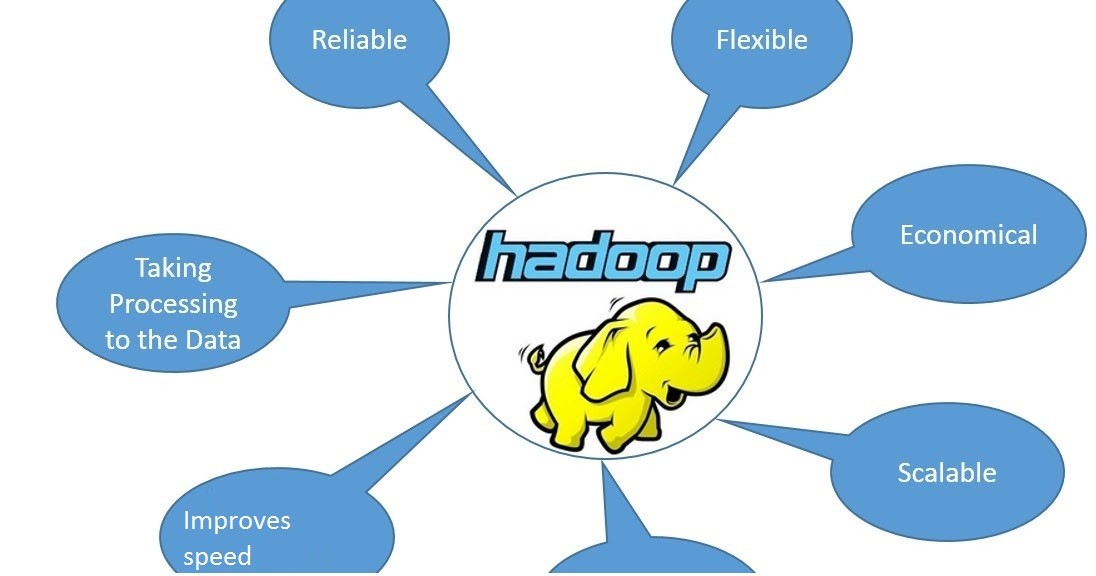 Reliable
Flexible
Economical
hadoop
Taking
Processing
to the Data
Scalable
Improves
speed